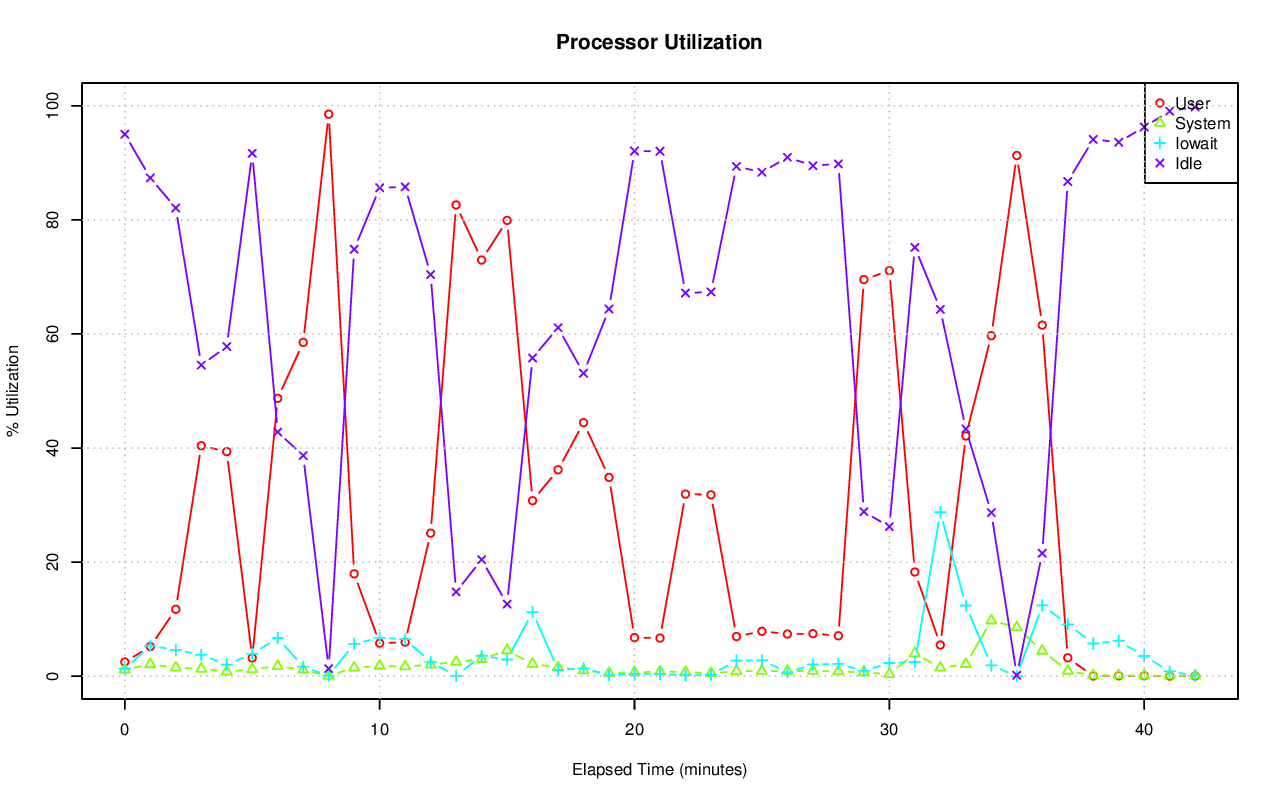 Processor Utilization
% Utilization
100
80
60
40
20
0
User
System
Iowait
Idle
0 10 20 30 40
Elapsed Time (minutes)